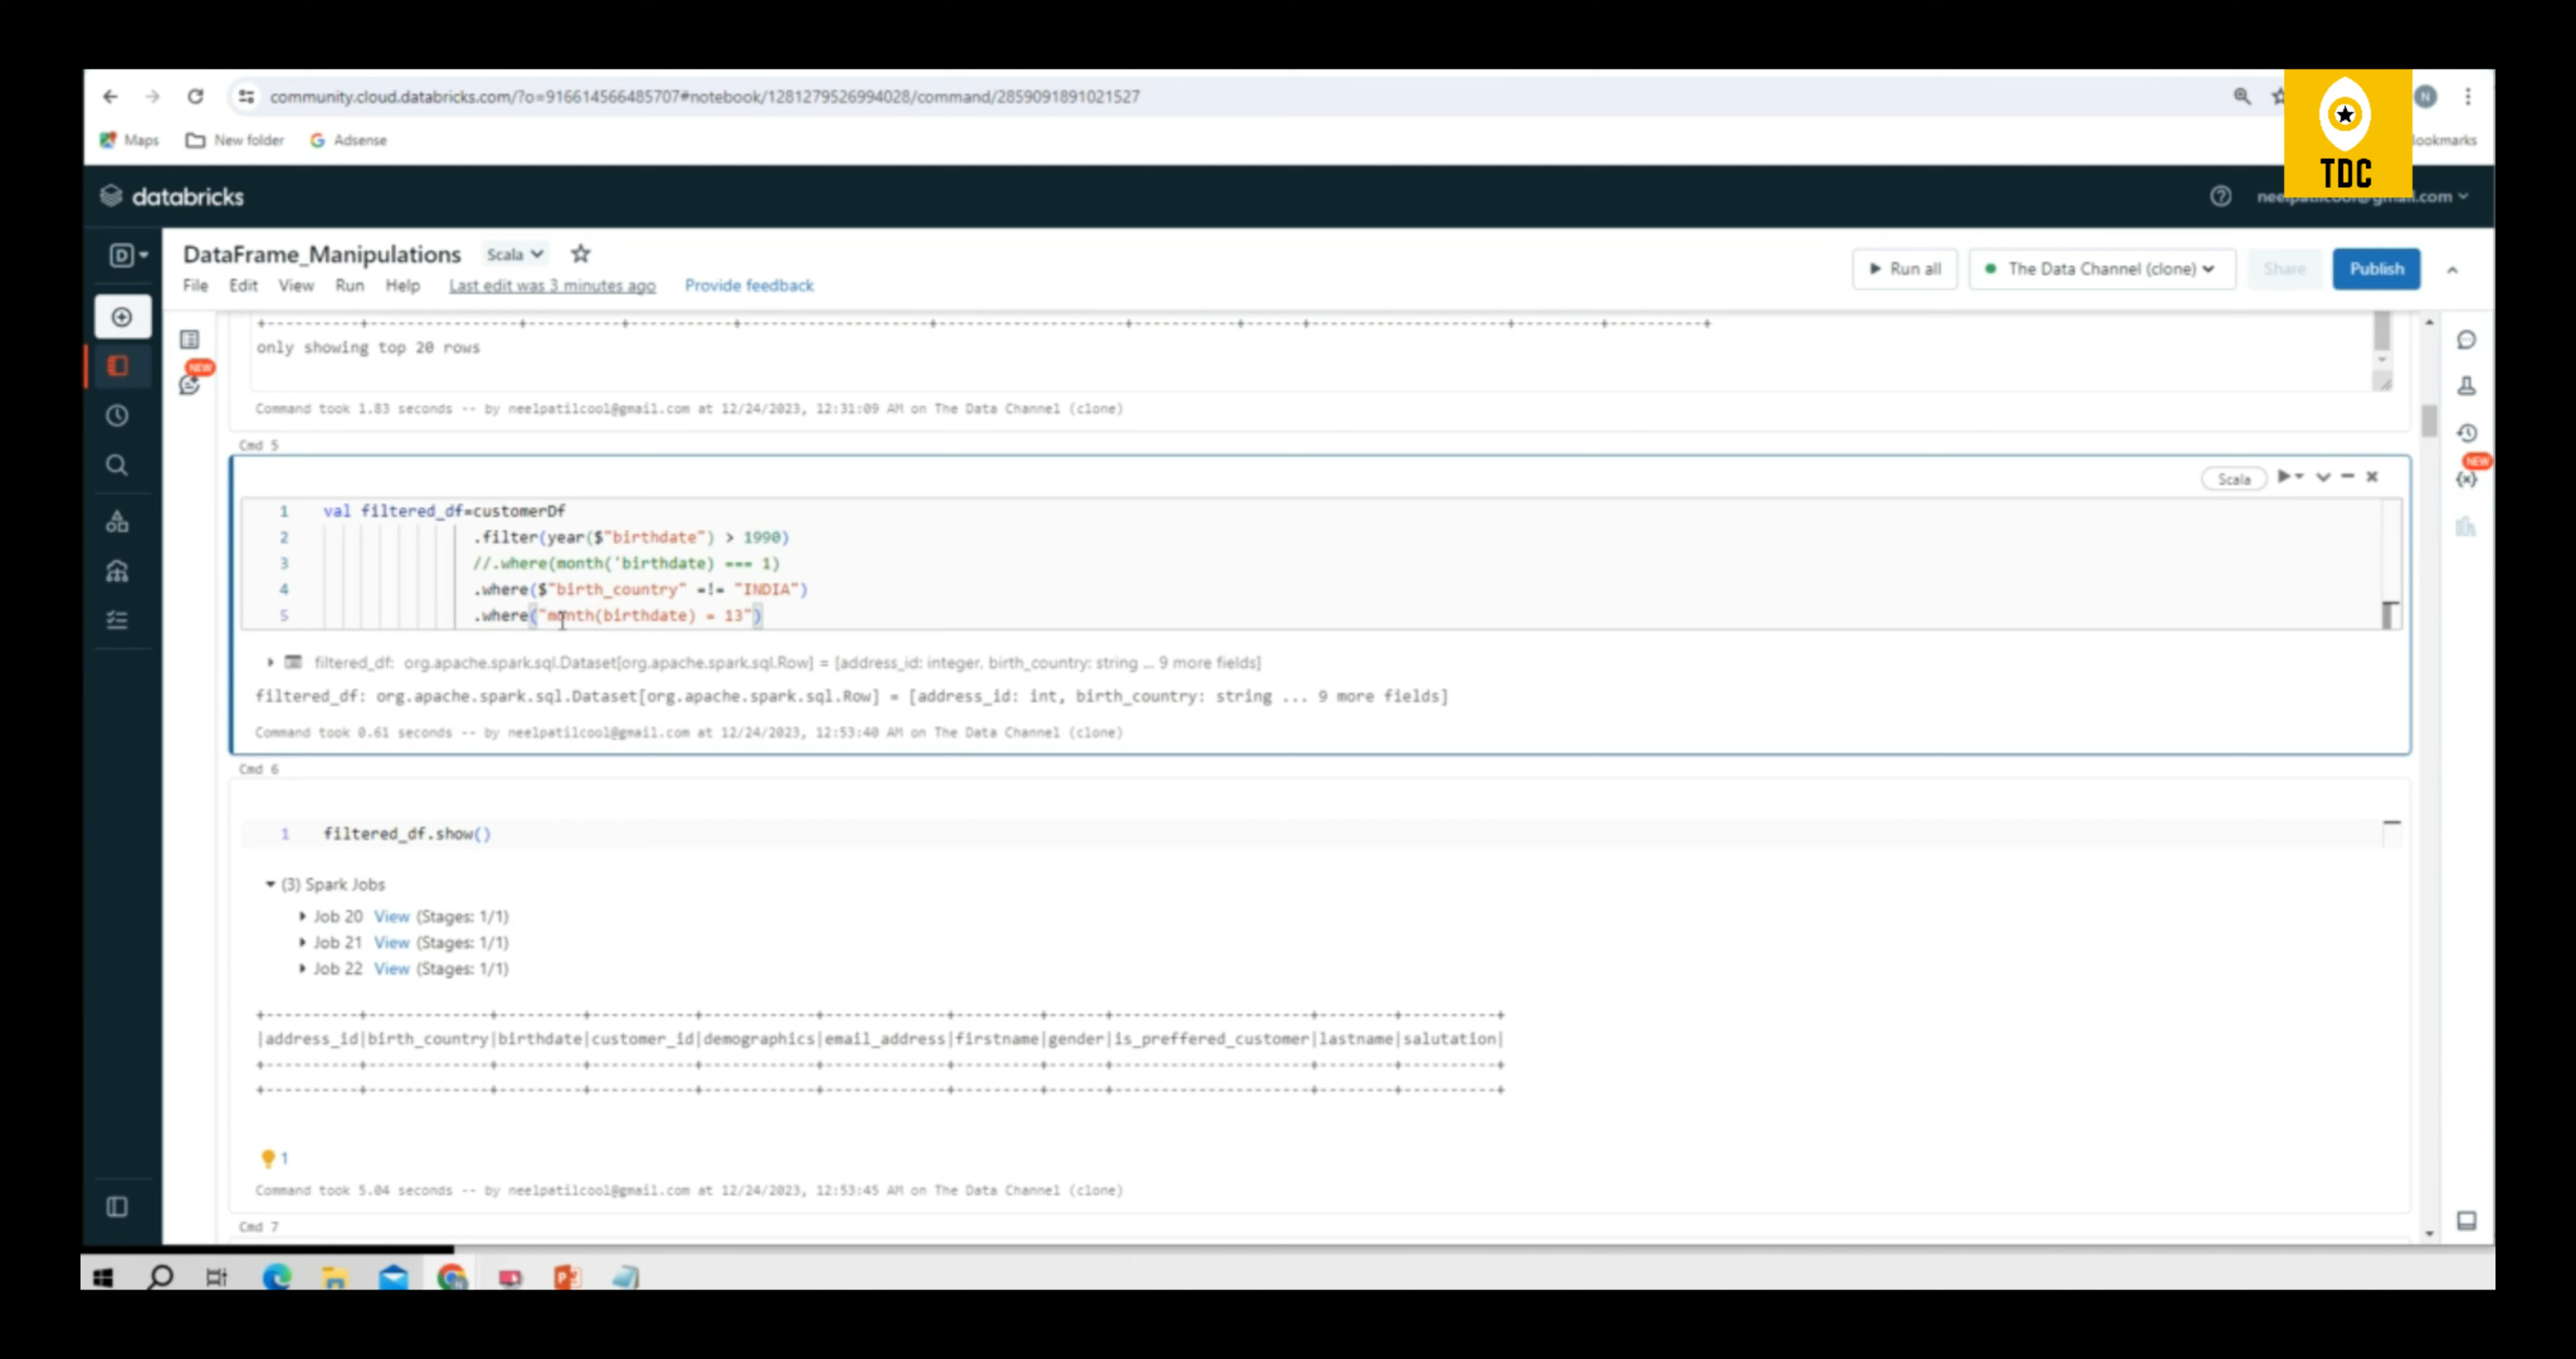 community.cloud.databricks.com/?o=916614566485707#notebook/1281279526994028/command/2859091891021527
N
Maps New folder Adsense
TDC
databricks
DataFrame_Manipulations Scala
File Edit View Run Help Last edit was 3 minutes ago Provide feedback
Run all The Data Channel (clone) Share Publish
NEW
only showing top 20 rows
Command took 1.83 seconds -- by neelpatilcool@gmail.com at 12/24/2023, 12:31:09 AM on The Data Channel (clone)
Cmd 5
NEW
Scala
1 val filtered_df=customerDf
2 .filter(year($"birthdate") > 1990)
3 //.where(month('birthdate) === 1)
4 .where($"birth_country" =!= "INDIA")
5 .where("month(birthdate) = 13")
filtered_df: org.apache.spark.sql.Dataset[org.apache.spark.sql.Row] = [address_id: integer, birth_country: string ... 9 more fields]
filtered_df: org.apache.spark.sql.Dataset[org.apache.spark.sql.Row] = [address_id: int, birth_country: string ... 9 more fields]
Command took 0.61 seconds -- by neelpatilcool@gmail.com at 12/24/2023, 12:53:40 AM on The Data Channel (clone)
Cmd 6
1 filtered_df.show()
(3) Spark Jobs
Job 20 View (Stages: 1/1)
Job 21 View (Stages: 1/1)
Job 22 View (Stages: 1/1)
|address_id|birth_country|birthdate|customer_id|demographics|email_address|firstname|gender|is_preffered_customer|lastname|salutation|
1
Command took 5.04 seconds -- by neelpatilcool@gmail.com at 12/24/2023, 12:53:45 AM on The Data Channel (clone)
Cmd 7